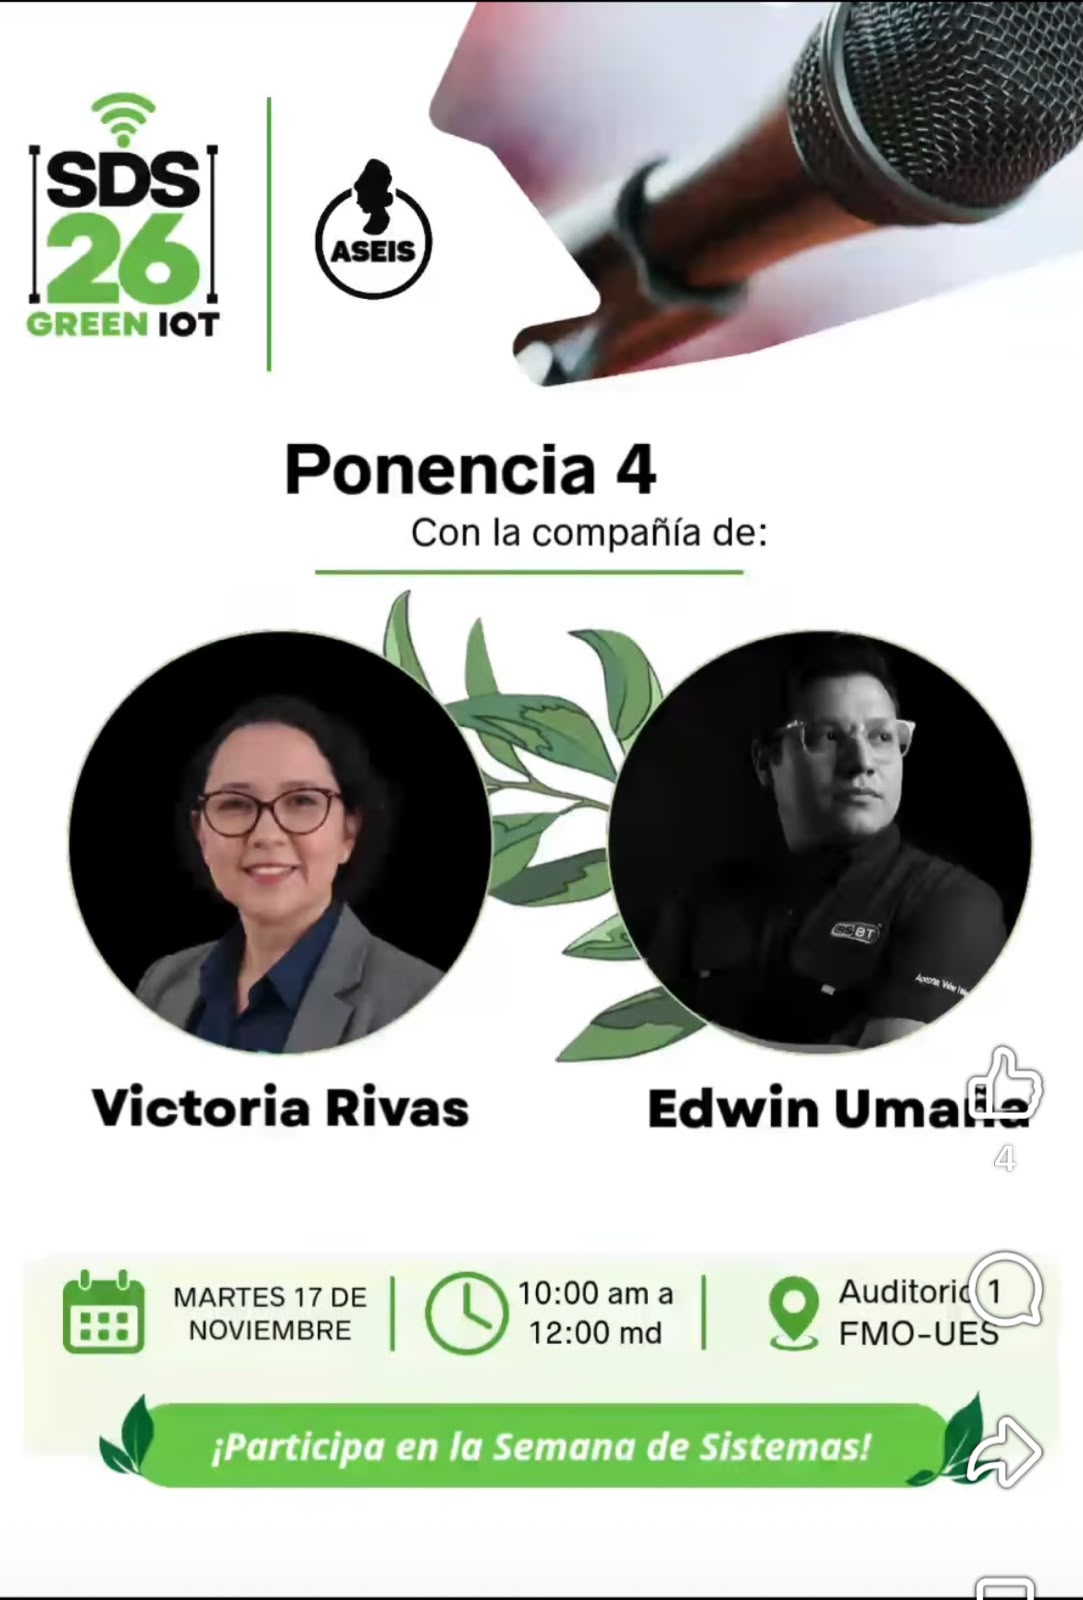 SDS
26
GREEN IOT
ASEIS
Ponencia 4
Con la compañía de:
BT
Victoria Rivas
Edwin Umaña
4
MARTES 17 DE
NOVIEMBRE
10:00 am a
12:00 md
Auditorio 1
FMO-UES
¡Participa en la Semana de Sistemas!